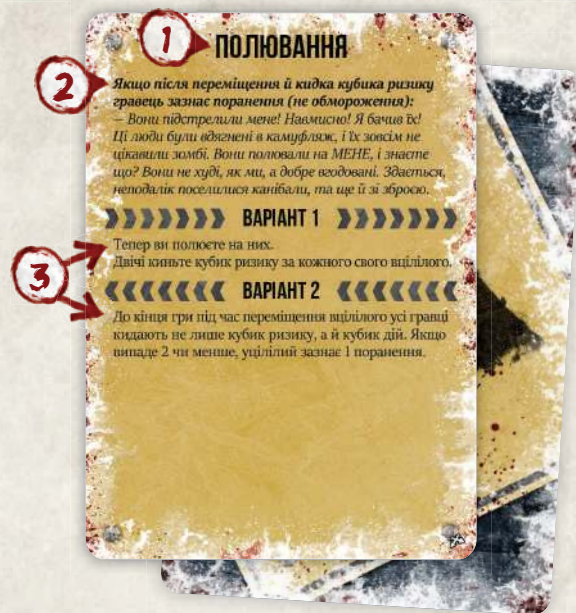 1
ПОЛЮВАННЯ
2
Якщо після переміщення й кидка кубика ризику
гравець зазнає поранення (не обмороження):
— Вони підстрелили мене! Навмисно! Я бачив їх!
Ці люди були вдягнені в камуфляж, і їх зовсім не
цікавили зомбі. Вони полювали на МЕНЕ, і знаєте
що? Вони не худі, як ми, а добре вгодовані. Здається,
неподалік поселилися канібали, та ще й зі зброєю.
ВАРІАНТ 1
3
Тепер ви полюєте на них.
Двічі киньте кубик ризику за кожного свого вцілілого.
ВАРІАНТ 2
До кінця гри під час переміщення вцілілого усі гравці
кидають не лише кубик ризику, а й кубик дій. Якщо
випаде 2 чи менше, уцілілий зазнає 1 поранення.